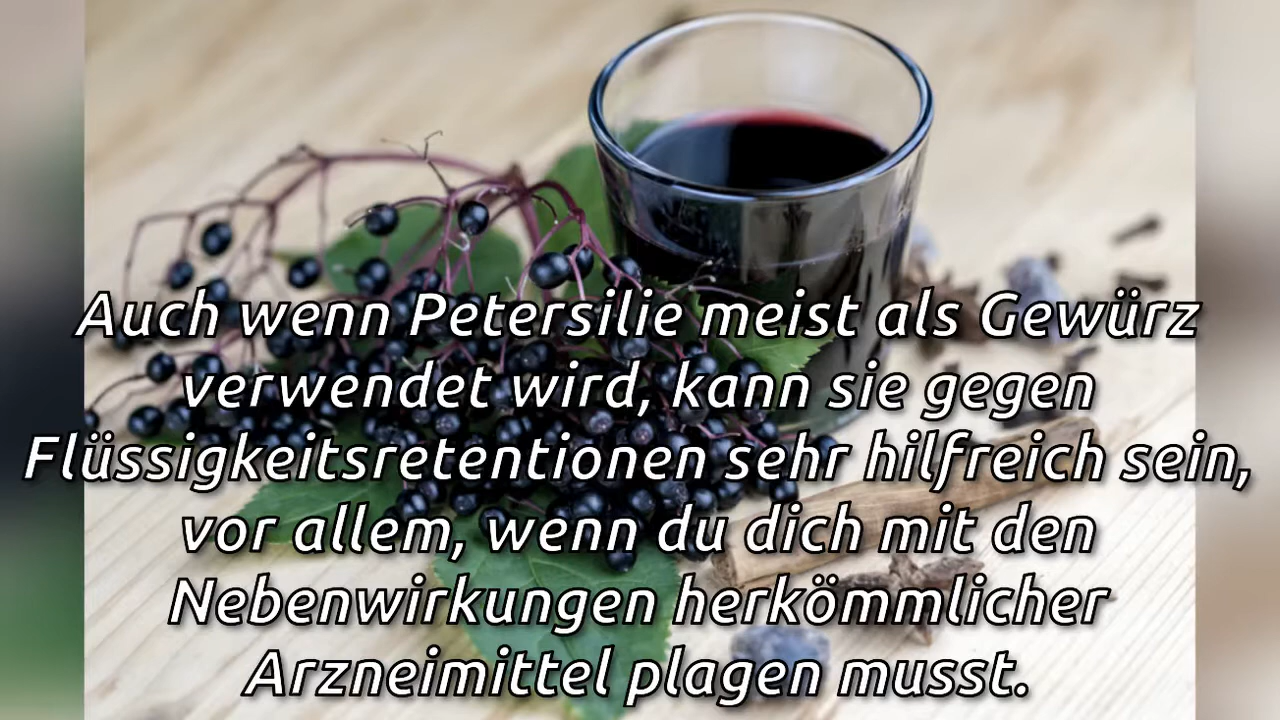 Auch wenn Petersilie meist als Gewürz
verwendet wird, kann sie gegen
Flüssigkeitsretentionen sehr hilfreich sein,
vor allem, wenn du dich mit den
Nebenwirkungen herkömmlicher
Arzneimittel plagen musst.